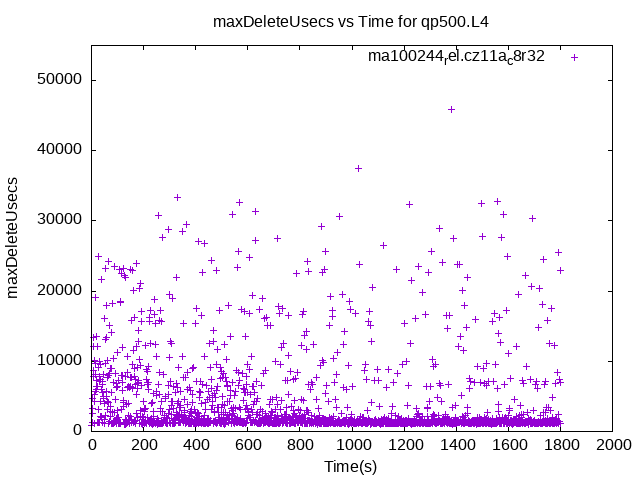 maxDeleteUsecs vs Time for qp500.L4
ma100244rel.cz11ac8r32
50000
40000
30000
20000
10000
0
maxDeleteUsecs
0 200 400 600 800 1000 1200 1400 1600 1800 2000
Time(s)